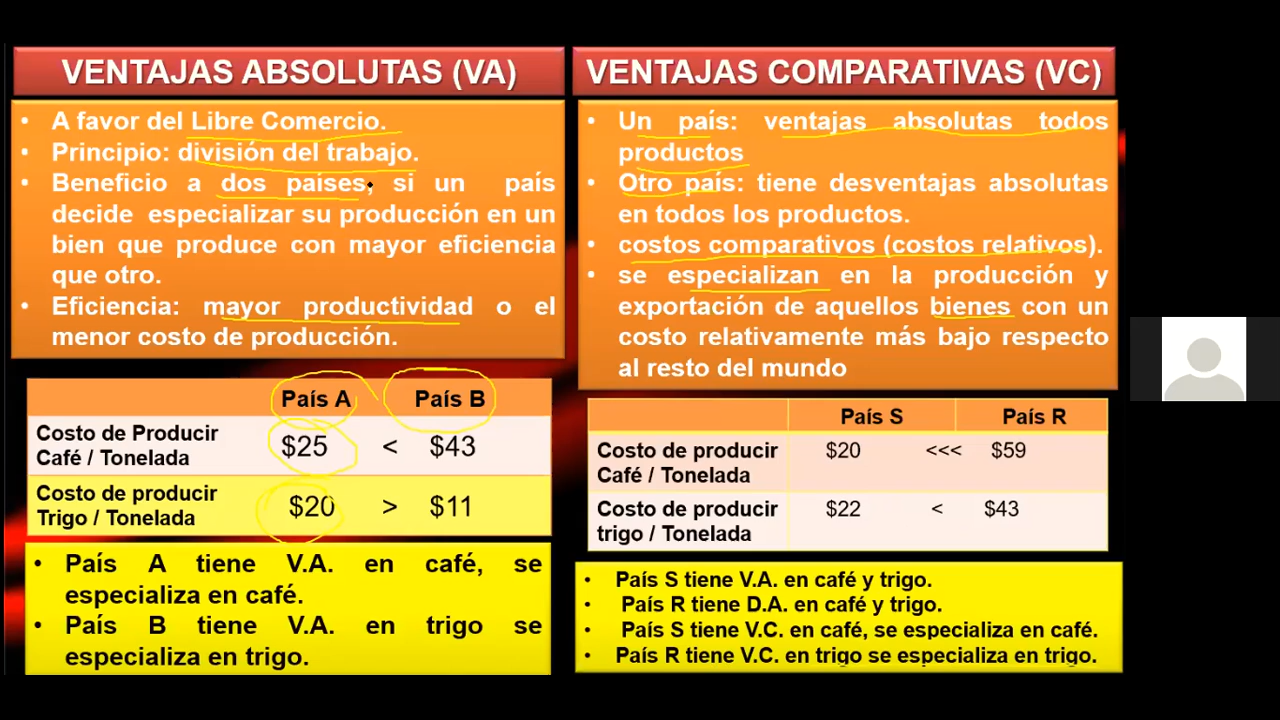 VENTAJAS ABSOLUTAS (VA)
• A favor del Libre Comercio.
• Principio: división del trabajo.
• Beneficio a dos países, si un país
decide especializar su producción en un
bien que produce con mayor eficiencia
que otro.
• Eficiencia: mayor productividad o el
menor costo de producción.
País A País B
Costo de Producir
Café / Tonelada
$25 < $43
Costo de producir
Trigo / Tonelada
$20 > $11
• País A tiene V.A. en café, se
especializa en café.
• País B tiene V.A. en trigo se
especializa en trigo.
VENTAJAS COMPARATIVAS (VC)
• Un país: ventajas absolutas todos
productos
• Otro país: tiene desventajas absolutas
en todos los productos.
• costos comparativos (costos relativos).
• se especializan en la producción y
exportación de aquellos bienes con un
costo relativamente más bajo respecto
al resto del mundo
País S País R
Costo de producir
Café / Tonelada
$20 <<< $59
Costo de producir
trigo / Tonelada
$22 < $43
• País S tiene V.A. en café y trigo.
• País R tiene D.A. en café y trigo.
• País S tiene V.C. en café, se especializa en café.
• País R tiene V.C. en trigo se especializa en trigo.